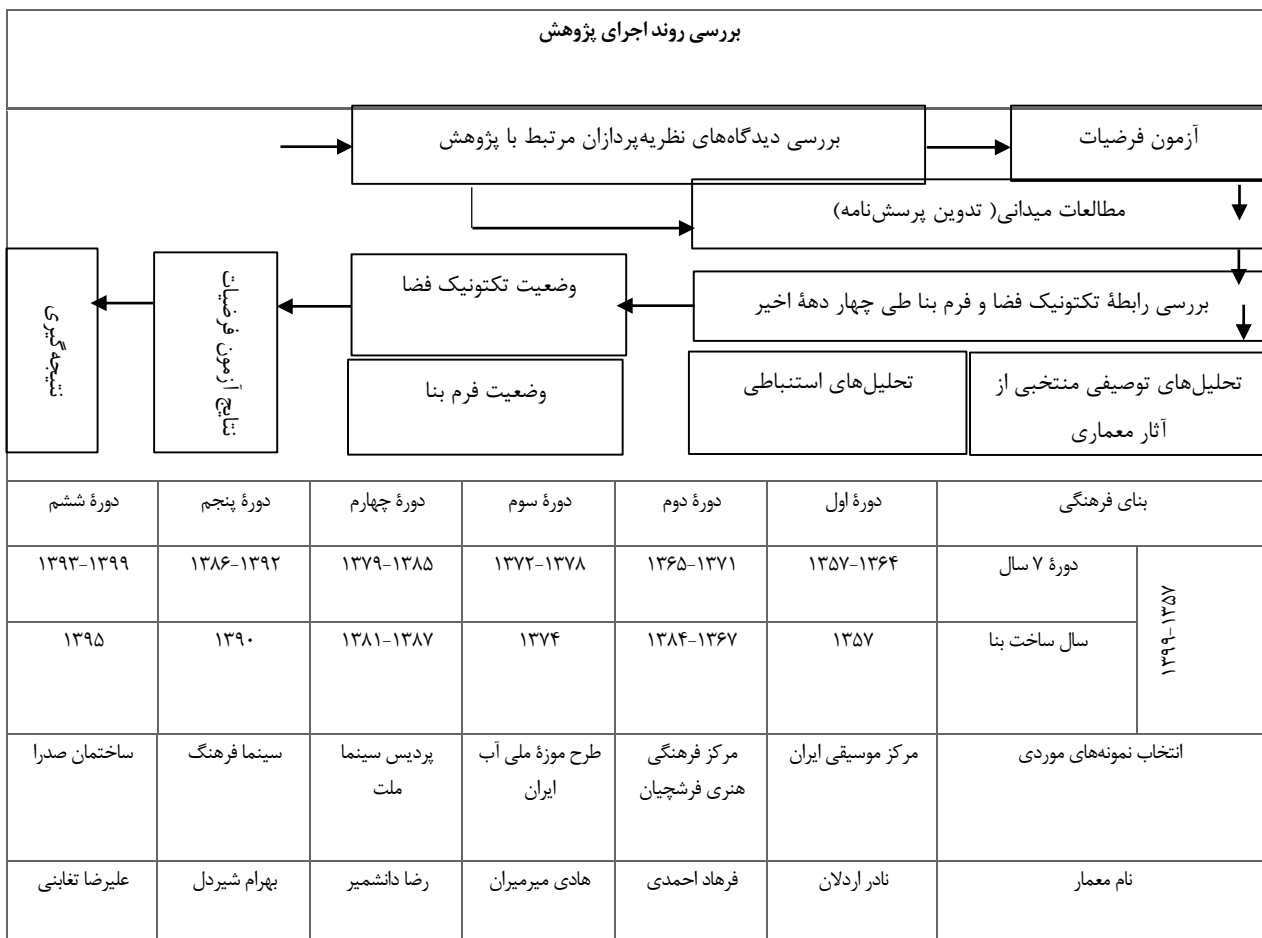 بررسی روند اجرای پژوهش
آزمون فرضیات
بررسی دیدگاه‌های نظریه‌پردازان مرتبط با پژوهش
مطالعات میدانی( تدوین پرسش‌نامه)
بررسی رابطهٔ تکتونیک فضا و فرم بنا طی چهار دههٔ اخیر
وضعیت تکتونیک فضا
نتایج آزمون فرضیات
نتیجه‌گیری
تحلیل‌های توصیفی منتخبی از
آثار معماری
تحلیل‌های استنباطی
وضعیت فرم بنا
بنای فرهنگی دورهٔ اول دورهٔ دوم دورهٔ سوم دورهٔ چهارم دورهٔ پنجم دورهٔ ششم
۱۳۹۹-۱۳۵۷
دورهٔ ۷ سال ۱۳۵۷-۱۳۶۴ ۱۳۶۵-۱۳۷۱ ۱۳۷۲-۱۳۷۸ ۱۳۷۹-۱۳۸۵ ۱۳۸۶-۱۳۹۲ ۱۳۹۳-۱۳۹۹
سال ساخت بنا ۱۳۵۷ ۱۳۸۴-۱۳۶۷ ۱۳۷۴ ۱۳۸۱-۱۳۸۷ ۱۳۹۰ ۱۳۹۵
انتخاب نمونه‌های موردی مرکز موسیقی ایران مرکز فرهنگی طرح موزهٔ ملی آب پردیس سینما سینما فرهنگ ساختمان صدرا
هنری فرشچیان ایران ملت
نام معمار نادر اردلان فرهاد احمدی هادی میرمیران رضا دانشمیر بهرام شیردل علیرضا تغابنی